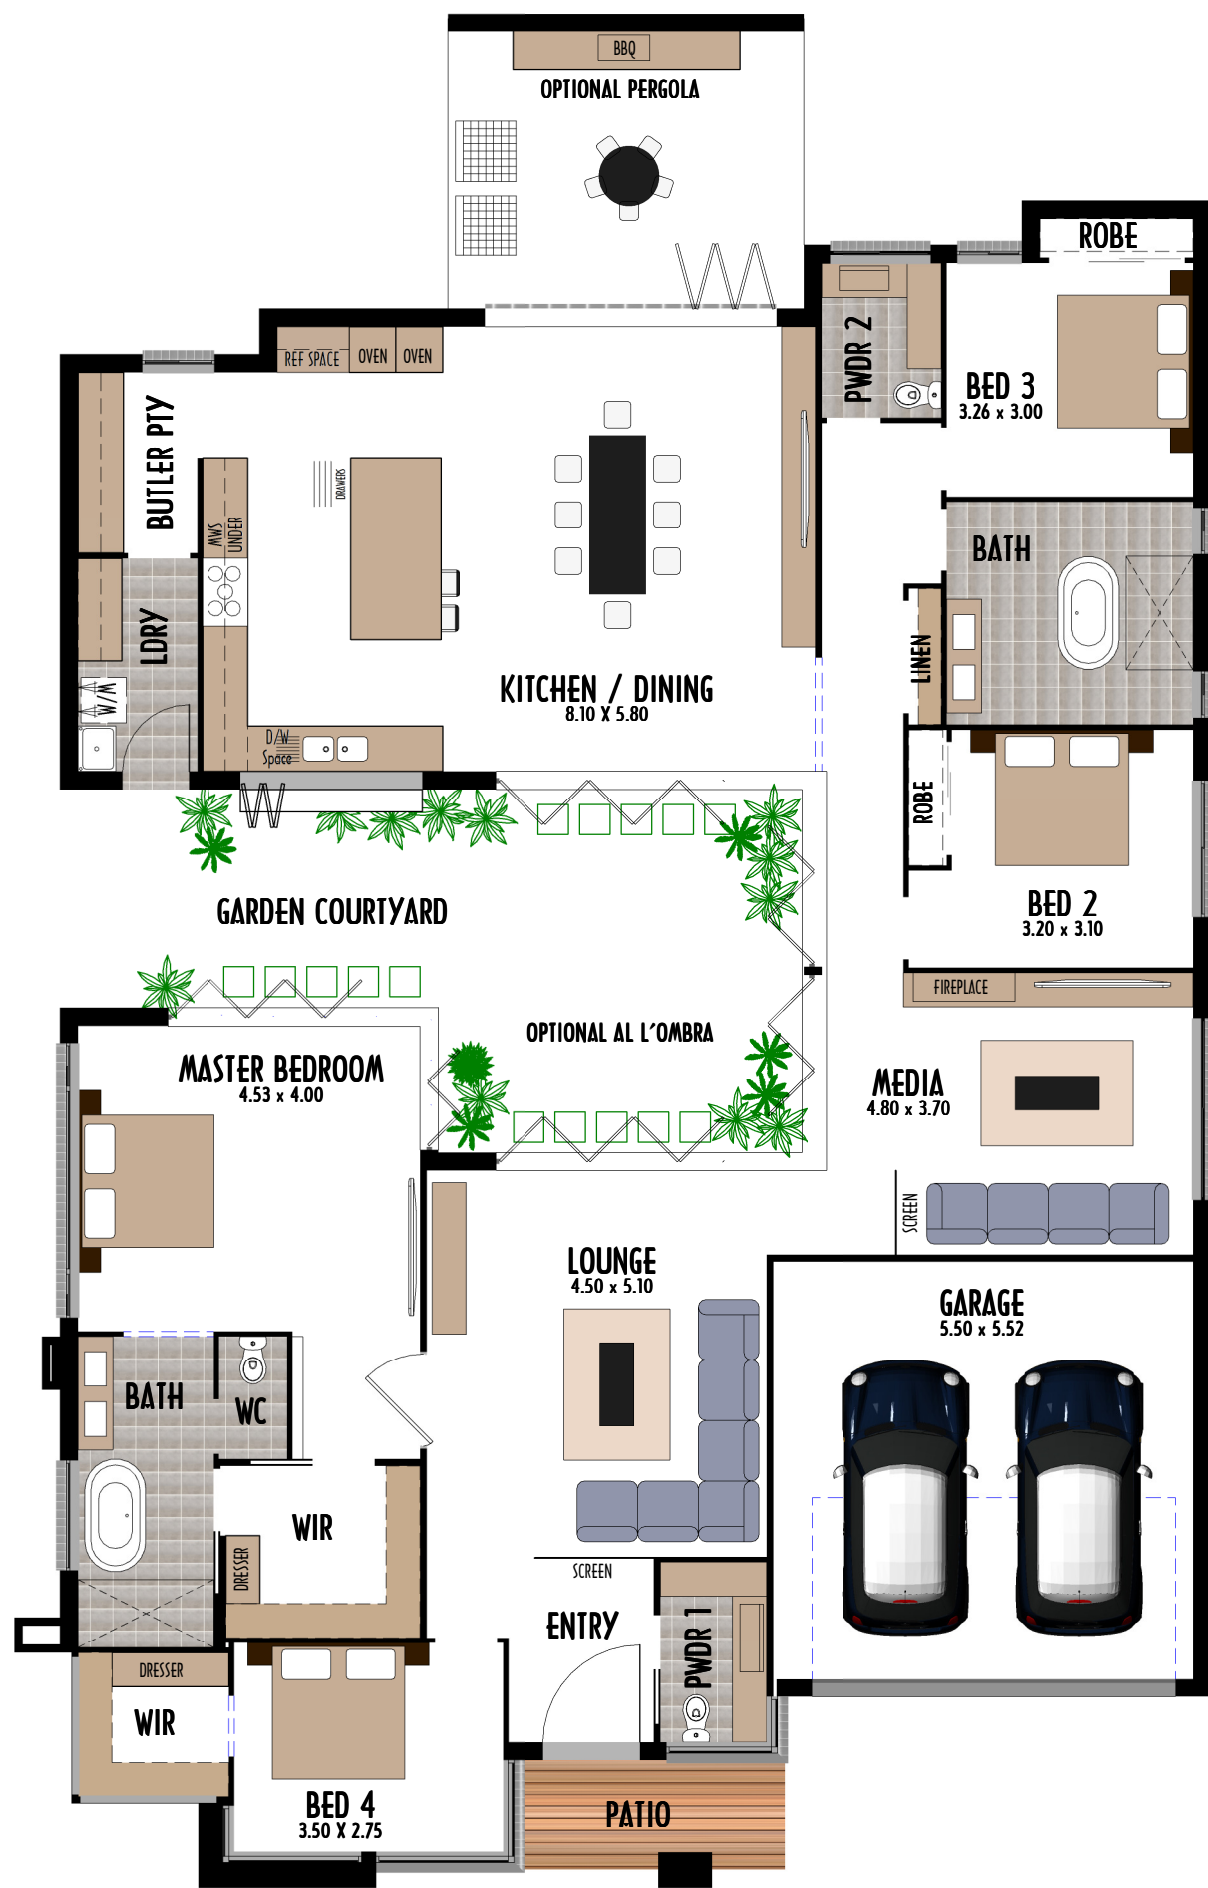 BBQ
OPTIONAL PERGOLA
ROBE
REF SPACE
OVEN
OVEN
PWDR 2
BED 3
3.26 x 3.00
BUTLER PTY
MWS
UNDER
DRAWERS
BATH
LDRY
LINEN
W/W
KITCHEN / DINING
8.10 X 5.80
D/W
Space
ROBE
GARDEN COURTYARD
BED 2
3.20 x 3.10
FIREPLACE
OPTIONAL AL L'OMBRA
MASTER BEDROOM
4.53 x 4.00
MEDIA
4.80 x 3.70
SCREEN
LOUNGE
4.50 x 5.10
GARAGE
5.50 x 5.52
BATH
WC
WIR
DRESSER
SCREEN
ENTRY
PWDR 1
DRESSER
WIR
BED 4
3.50 X 2.75
PATIO